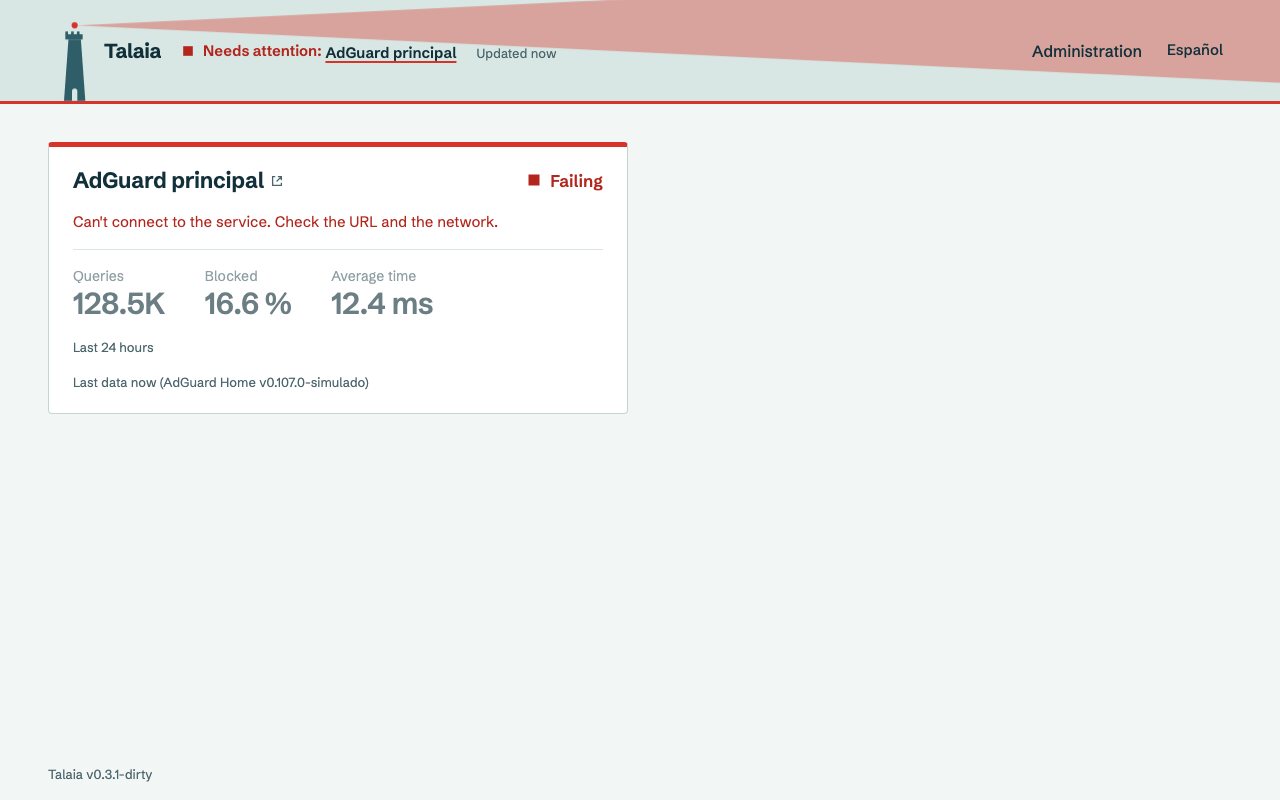 Talaia
Needs attention: AdGuard principal
Updated now
Administration
Español
AdGuard principal
Failing
Can't connect to the service. Check the URL and the network.
Queries
128.5K
Blocked
16.6 %
Average time
12.4 ms
Last 24 hours
Last data now (AdGuard Home v0.107.0-simulado)
Talaia v0.3.1-dirty